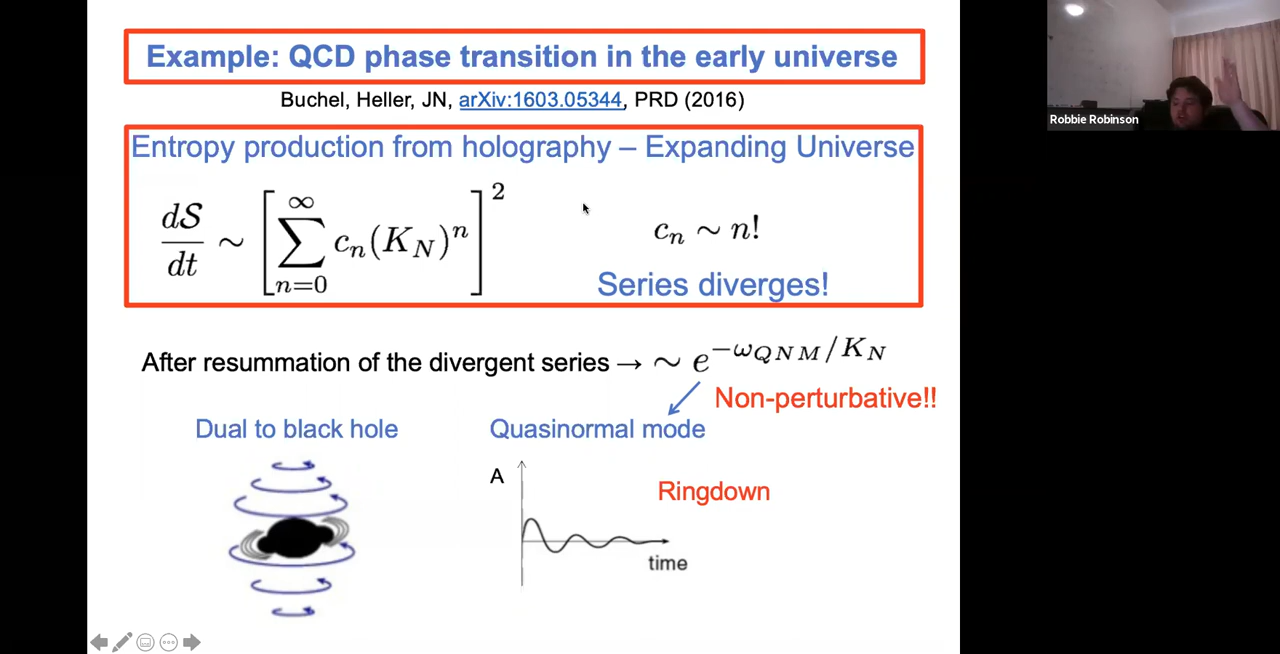 Example: QCD phase transition in the early universe
Buchel, Heller, JN, arXiv:1603.05344, PRD (2016)
Entropy production from holography – Expanding Universe
dS/dt ~ [∑_{n=0}^{∞} c_n(K_N)^n]^2
c_n ~ n!
Series diverges!
After resummation of the divergent series → ~ e^{-ω_{QNM}/K_N}
Non-perturbative!!
Dual to black hole
Quasinormal mode
A
Ringdown
time
Robbie Robinson